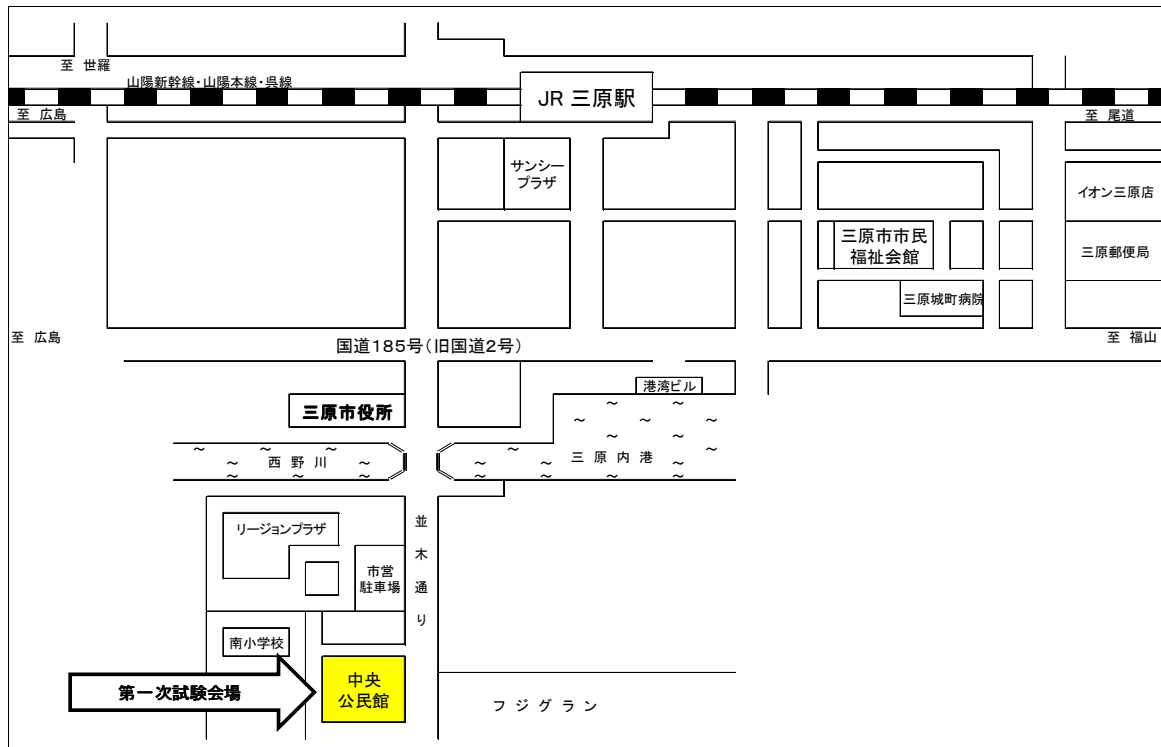 至 世羅
山陽新幹線・山陽本線・呉線
JR 三原駅
至 広島
至 尾道
サンシー
プラザ
イオン三原店
三原市市民
福祉会館
三原郵便局
三原城町病院
至 広島
国道185号(旧国道2号)
至 福山
港湾ビル
三原市役所
西野川
三原内港
リージョンプラザ
並木通り
市営
駐車場
南小学校
第一次試験会場
中央
公民館
フジグラン